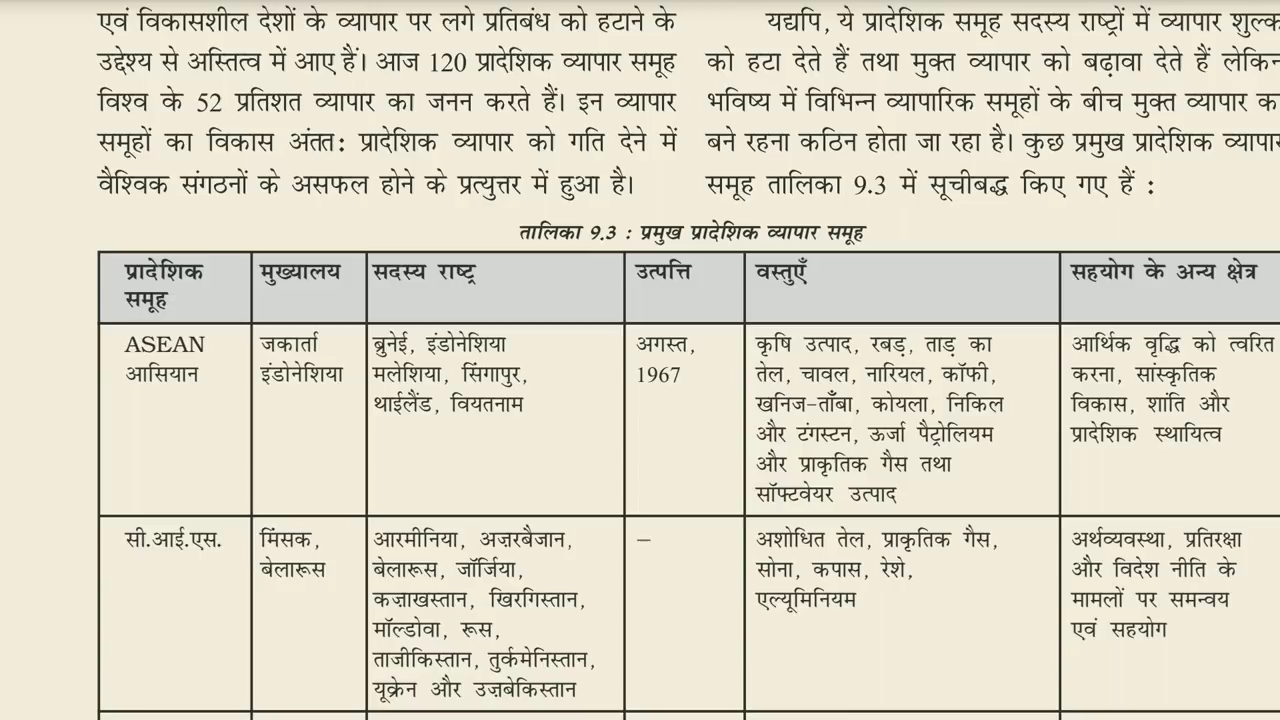 एवं विकासशील देशों के व्यापार पर लगे प्रतिबंध को हटाने के
उद्देश्य से अस्तित्व में आए हैं। आज 120 प्रादेशिक व्यापार समूह
विश्व के 52 प्रतिशत व्यापार का जनन करते हैं। इन व्यापार
समूहों का विकास अंततः प्रादेशिक व्यापार को गति देने में
वैश्विक संगठनों के असफल होने के प्रत्युत्तर में हुआ है।
यद्यपि, ये प्रादेशिक समूह सदस्य राष्ट्रों में व्यापार शुल्क
को हटा देते हैं तथा मुक्त व्यापार को बढ़ावा देते हैं लेकिन
भविष्य में विभिन्न व्यापारिक समूहों के बीच मुक्त व्यापार का
बने रहना कठिन होता जा रहा है। कुछ प्रमुख प्रादेशिक व्यापार
समूह तालिका 9.3 में सूचीबद्ध किए गए हैं :
तालिका 9.3 : प्रमुख प्रादेशिक व्यापार समूह
प्रादेशिक
समूह
मुख्यालय
सदस्य राष्ट्र
उत्पत्ति
वस्तुएँ
सहयोग के अन्य क्षेत्र
ASEAN
आसियान
जकार्ता
इंडोनेशिया
ब्रुनेई, इंडोनेशिया
मलेशिया, सिंगापुर,
थाईलैंड, वियतनाम
अगस्त,
1967
कृषि उत्पाद, रबड़, ताड़ का
तेल, चावल, नारियल, कॉफी,
खनिज-ताँबा, कोयला, निकिल
और टंगस्टन, ऊर्जा पैट्रोलियम
और प्राकृतिक गैस तथा
सॉफ्टवेयर उत्पाद
आर्थिक वृद्धि को त्वरित
करना, सांस्कृतिक
विकास, शांति और
प्रादेशिक स्थायित्व
सी.आई.एस.
मिंसक,
बेलारूस
आरमीनिया, अज़रबैजान,
बेलारूस, जॉर्जिया,
कज़ाखस्तान, खिरगिस्तान,
मॉल्डोवा, रूस,
ताजीकिस्तान, तुर्कमेनिस्तान,
यूक्रेन और उज़बेकिस्तान
–
अशोधित तेल, प्राकृतिक गैस,
सोना, कपास, रेशे,
एल्यूमिनियम
अर्थव्यवस्था, प्रतिरक्षा
और विदेश नीति के
मामलों पर समन्वय
एवं सहयोग